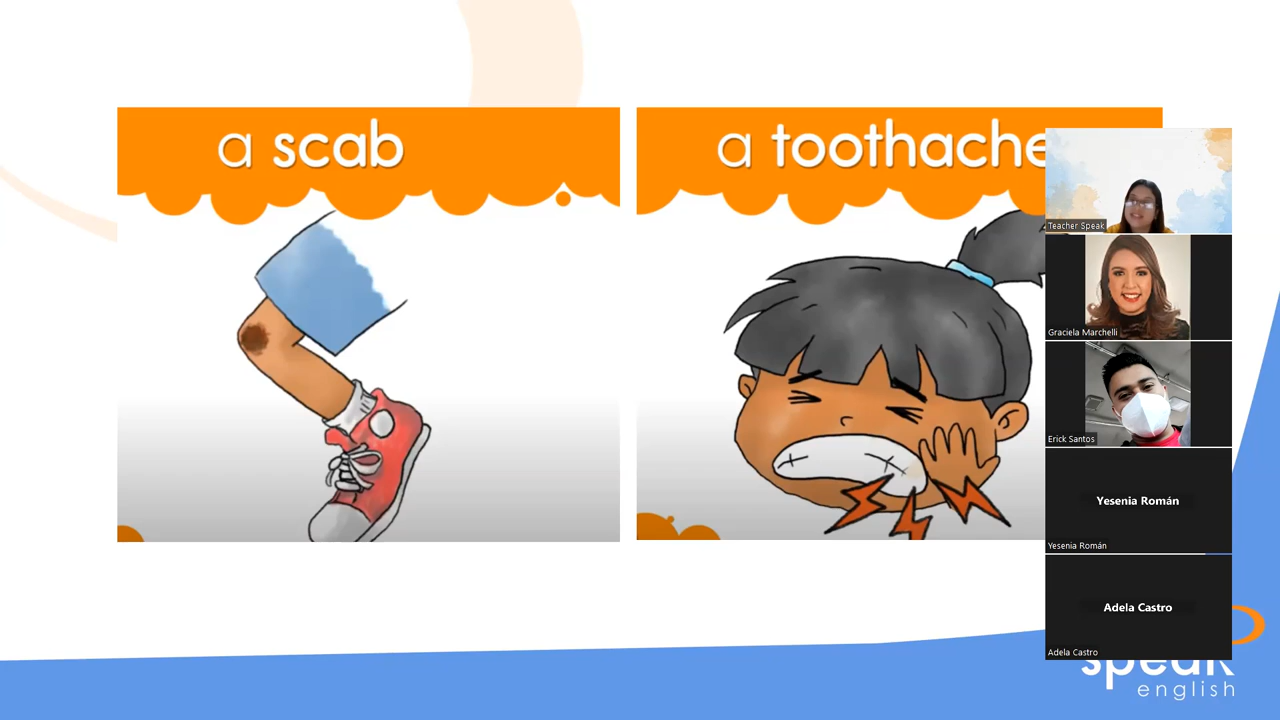 a scab
a toothache
Teacher Speak
Graciela Marchelli
Erick Santos
Yesenia Román
Yesenia Román
Adela Castro
Adela Castro
speak
english